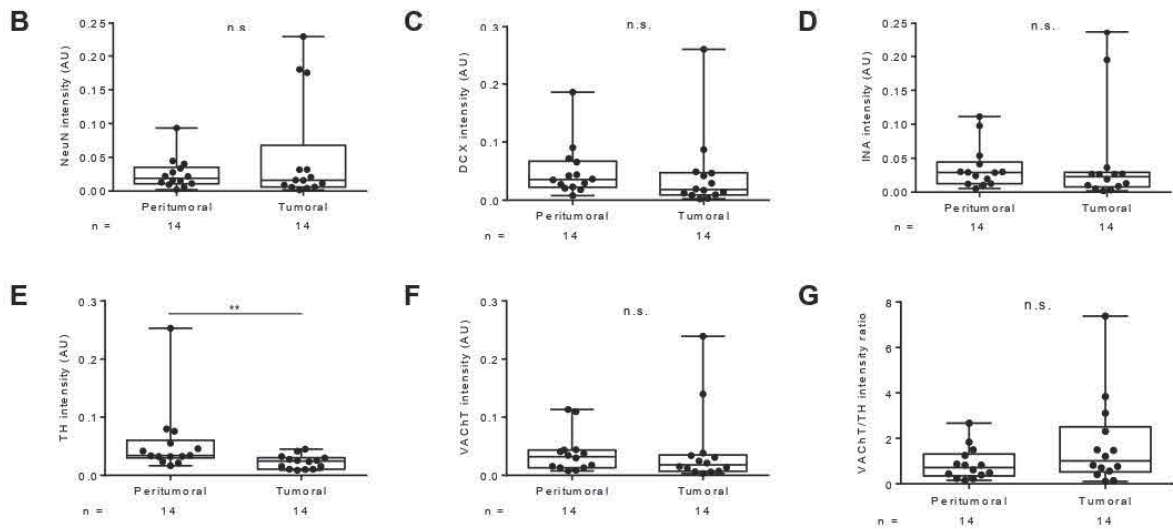 B
n.s.
NeuN intensity (AU)
0.25
0.20
0.15
0.10
0.05
0.00
Peritumoral Tumoral
n = 14 14
C
n.s.
DCX intensity (AU)
0.3
0.2
0.1
0.0
Peritumoral Tumoral
n = 14 14
D
n.s.
INA intensity (AU)
0.25
0.20
0.15
0.10
0.05
0.00
Peritumoral Tumoral
n = 14 14
E
**
TH intensity (AU)
0.3
0.2
0.1
0.0
Peritumoral Tumoral
n = 14 14
F
n.s.
VAChT intensity (AU)
0.3
0.2
0.1
0.0
Peritumoral Tumoral
n = 14 14
G
n.s.
VAChT/TH intensity ratio
8
6
4
2
0
Peritumoral Tumoral
n = 14 14